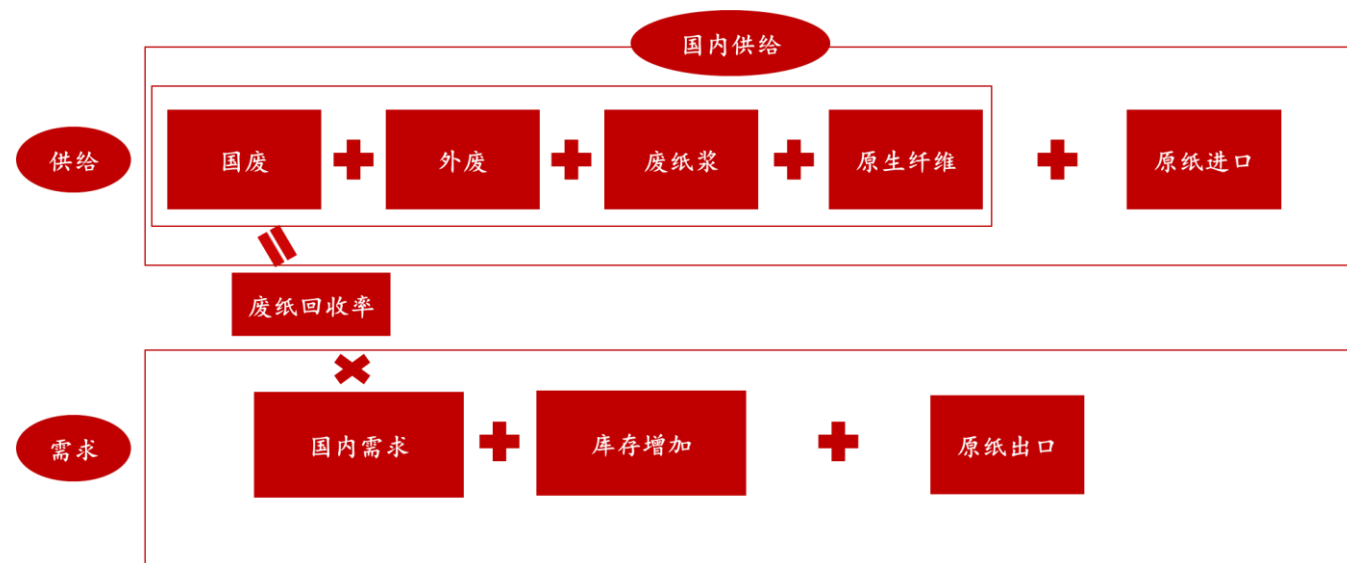 国内供给
供给
国废
外废
废纸浆
原生纤维
原纸进口
废纸回收率
需求
国内需求
库存增加
原纸出口